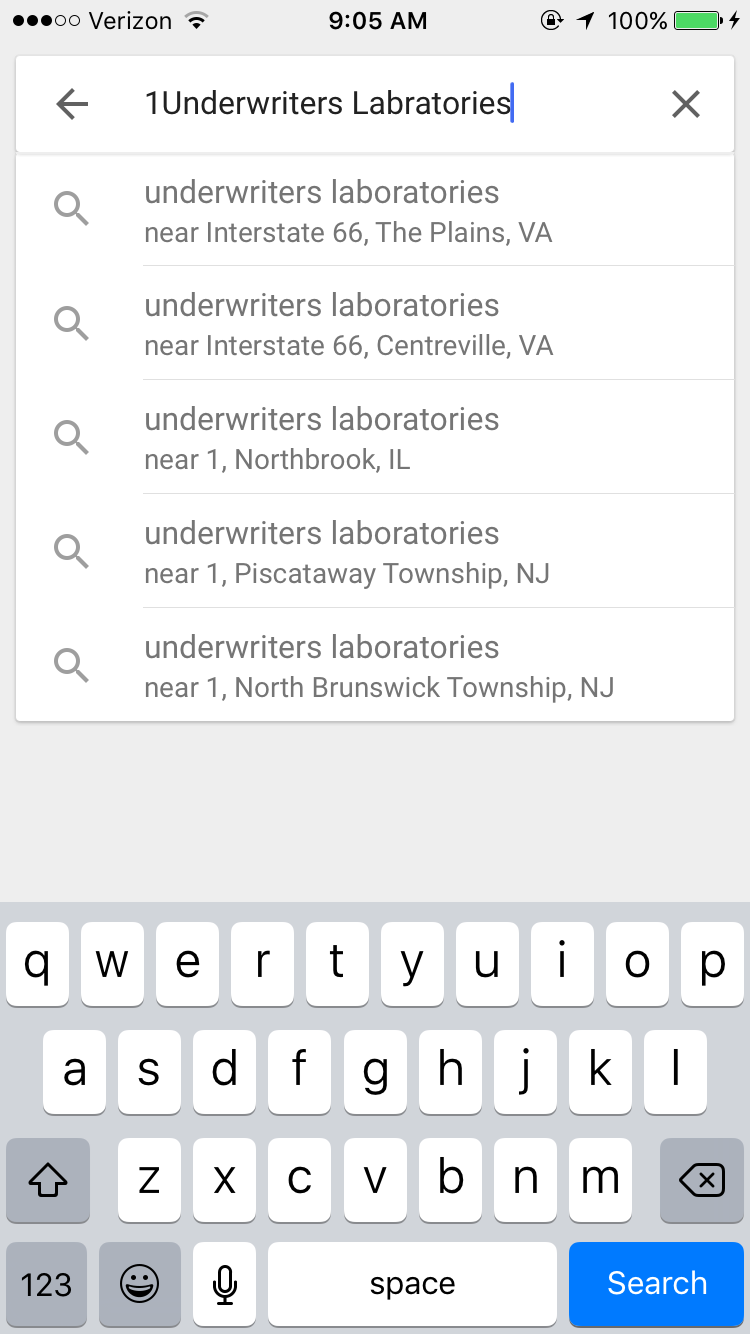 Verizon 9:05 AM 100%
1Underwriters Labratories
underwriters laboratories
near Interstate 66, The Plains, VA
underwriters laboratories
near Interstate 66, Centreville, VA
underwriters laboratories
near 1, Northbrook, IL
underwriters laboratories
near 1, Piscataway Township, NJ
underwriters laboratories
near 1, North Brunswick Township, NJ
q w e r t y u i o p
a s d f g h j k l
z x c v b n m
123 space Search